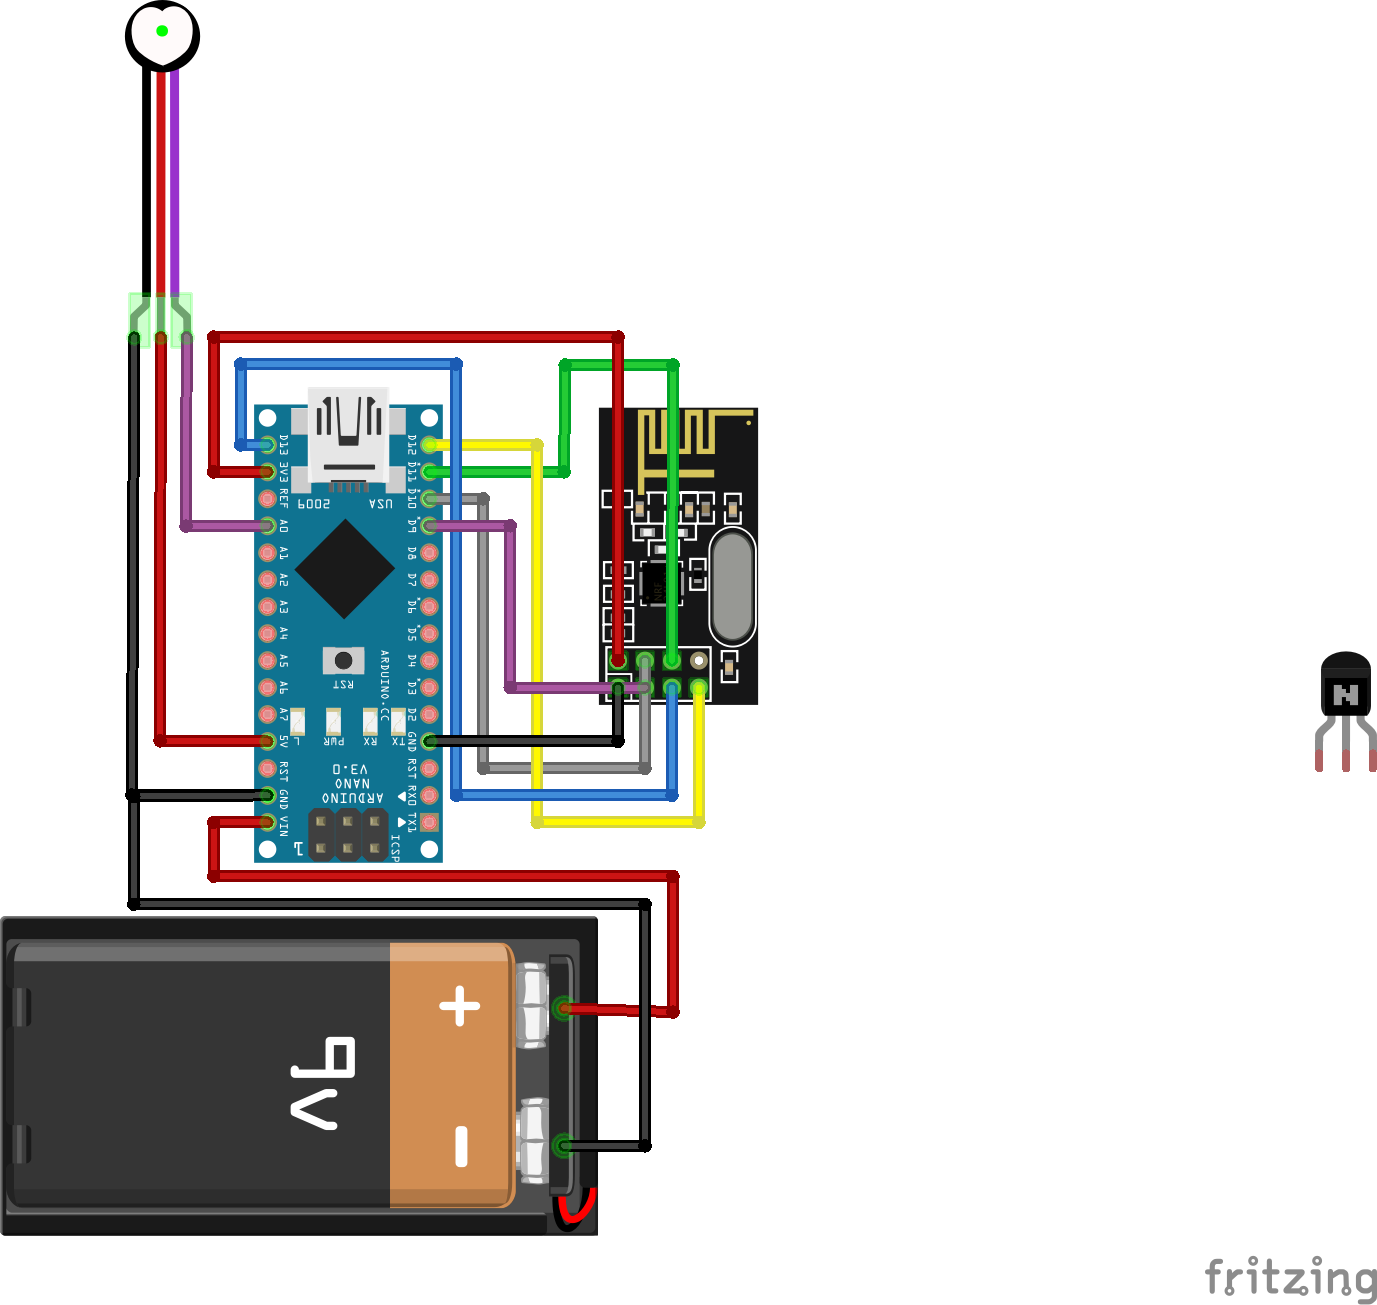 D13
3V3
REF
A0
A1
A2
A3
A4
A5
A6
A7
5V
RST
GND
VIN
D12
D11
D10
D9
D8
D7
D6
D5
D4
D3
D2
GND
RST
RX0
TX1
USA
2009
RST
ARDUINO.CC
L
PWR
RX
TX
ARDUINO
NANO
V3.0
1
ICSP
NRF
+
9V
-
N
fritzing